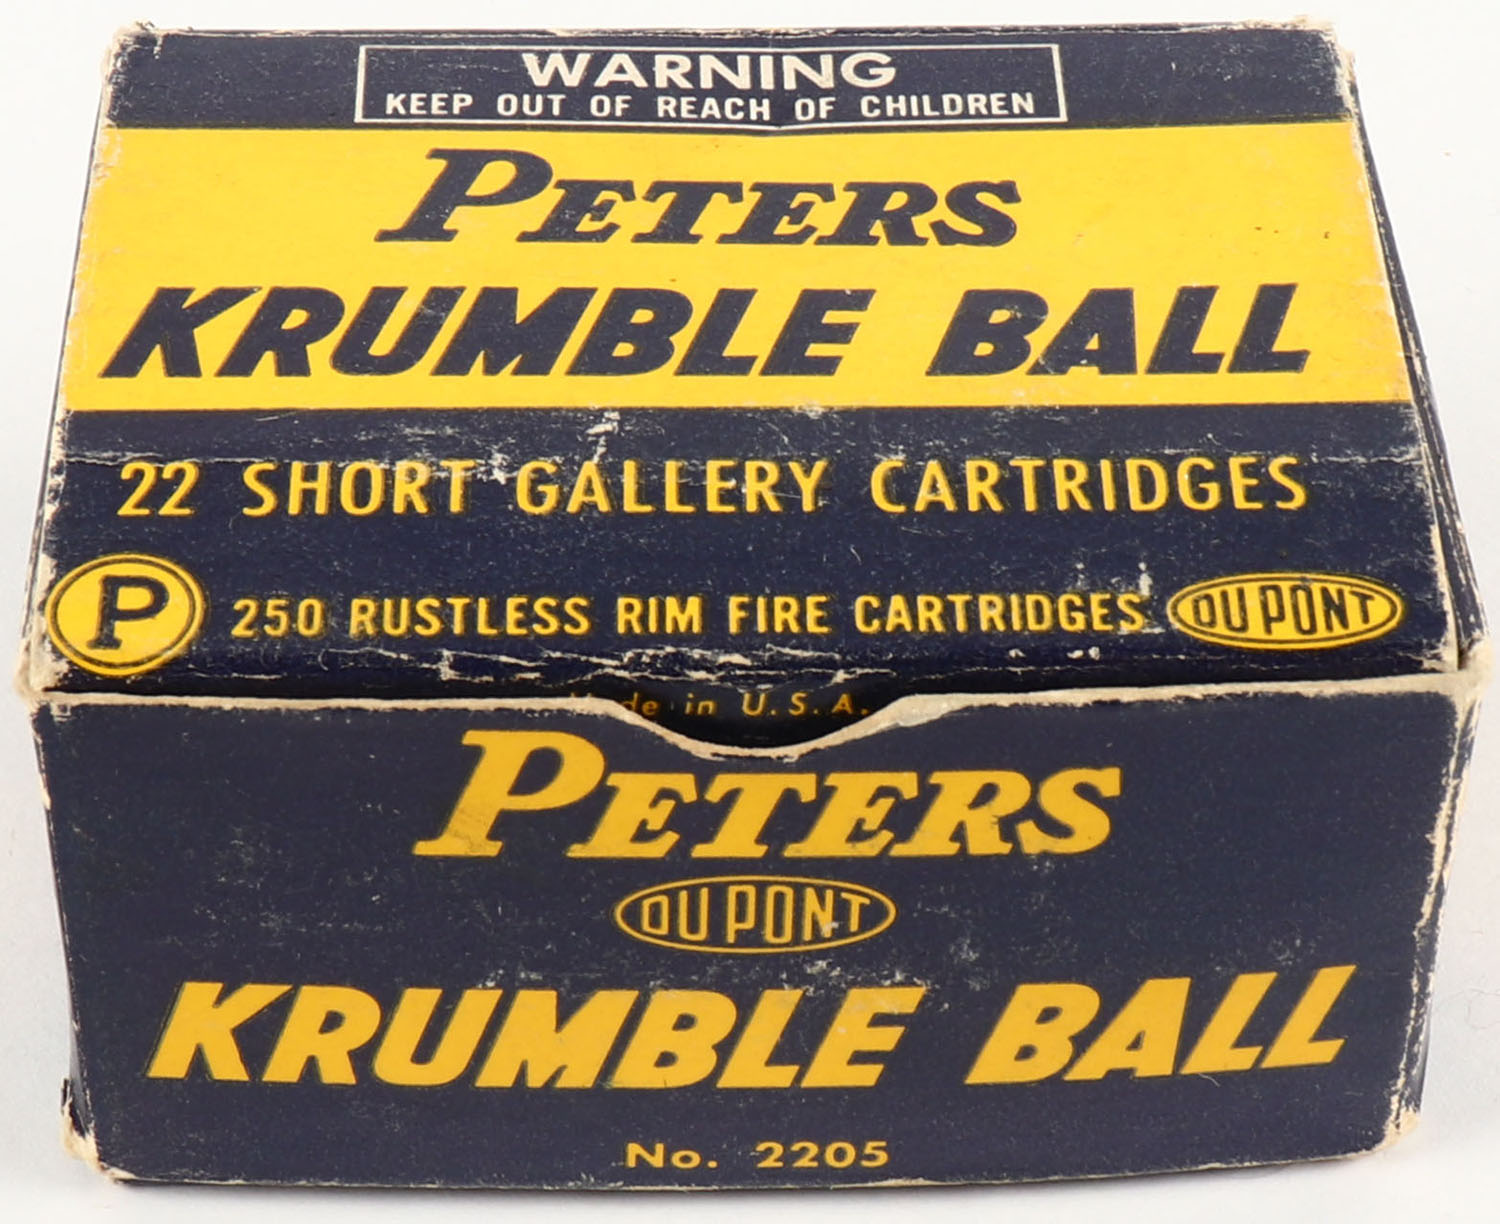 WARNING
KEEP OUT OF REACH OF CHILDREN
PETERS
KRUMBLE BALL
22 SHORT GALLERY CARTRIDGES
P 250 RUSTLESS RIM FIRE CARTRIDGES DU PONT
in U.S.A.
PETERS
DU PONT
KRUMBLE BALL
No. 2205